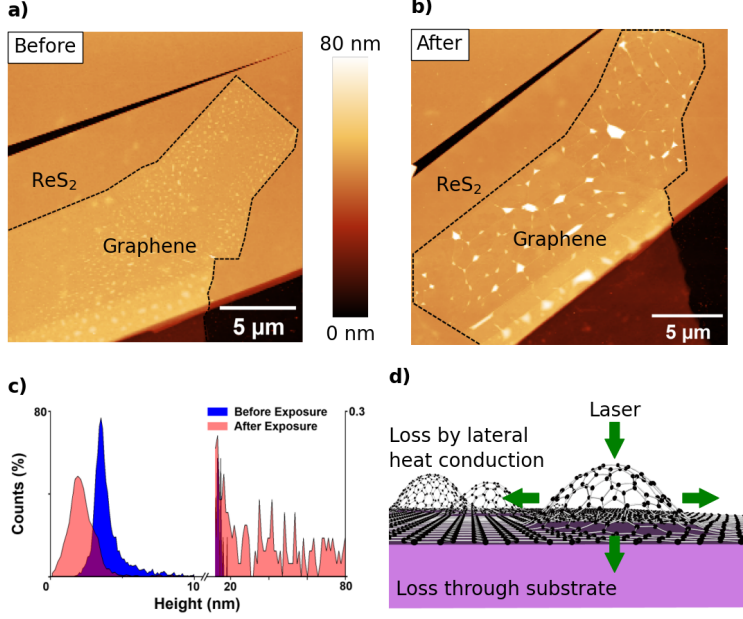 a)
Before
ReS₂
Graphene
5 μm
80 nm
0 nm
b)
After
ReS₂
Graphene
5 μm
c)
80
0.3
Before Exposure
After Exposure
Counts (%)
0
10
20
80
Height (nm)
d)
Laser
Loss by lateral
heat conduction
Loss through substrate